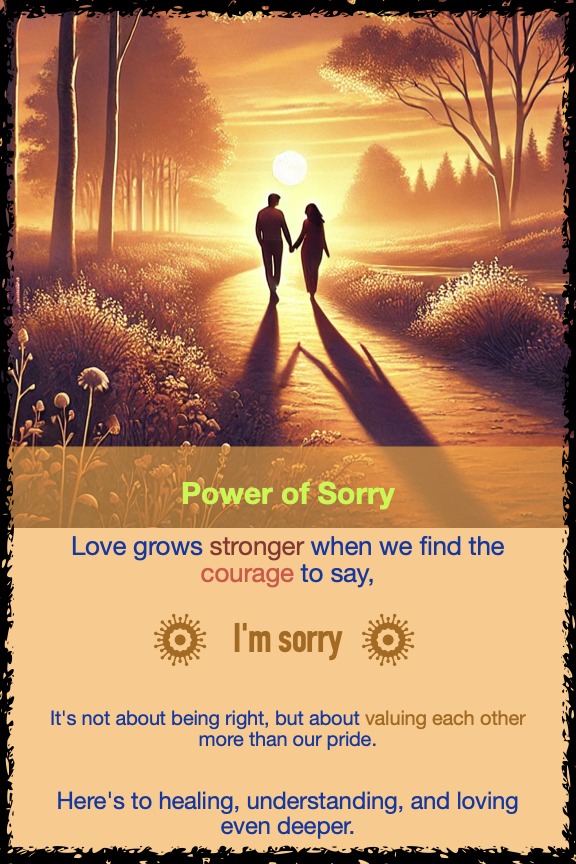 Power of Sorry
Love grows stronger when we find the
courage to say,
I'm sorry
It's not about being right, but about valuing each other
more than our pride.
Here's to healing, understanding, and loving
even deeper.